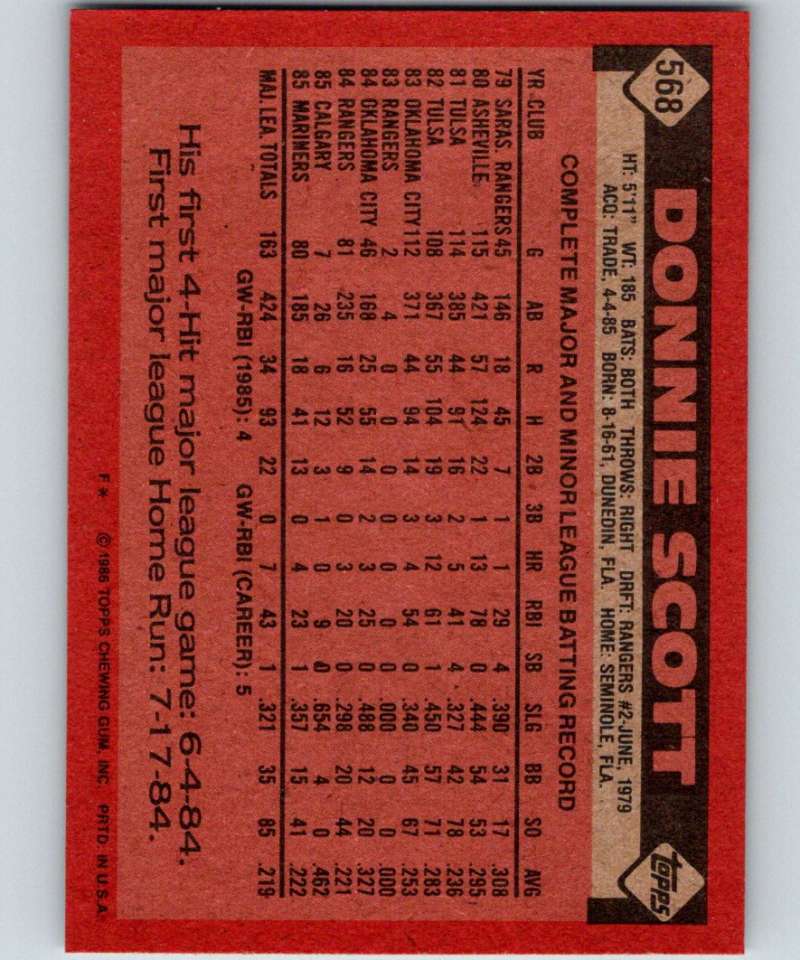 568
DONNIE SCOTT
topps
HT: 5'11" WT: 185 BATS: BOTH THROWS: RIGHT DRFT: RANGERS #2-JUNE, 1979
ACQ: TRADE, 4-4-85 BORN: 8-16-61, DUNEDIN, FLA. HOME: SEMINOLE, FLA.
COMPLETE MAJOR AND MINOR LEAGUE BATTING RECORD
YR CLUB G AB R H 2B 3B HR RBI SB SLG BB SO AVG
79 SARAS. RANGERS 45 146 18 45 7 1 1 29 4 .390 31 17 .308
80 ASHEVILLE 115 421 57 124 22 1 13 78 0 .444 54 53 .295
81 TULSA 114 385 44 91 16 2 5 41 4 .327 42 78 .236
82 TULSA 108 367 55 104 19 3 12 61 1 .450 57 71 .283
83 OKLAHOMA CITY 112 371 44 94 14 3 4 54 0 .340 45 67 .253
83 RANGERS 2 4 0 0 0 0 0 0 0 .000 0 0 .000
84 OKLAHOMA CITY 46 168 25 55 14 2 3 25 0 .488 12 20 .327
84 RANGERS 81 235 16 52 9 0 3 20 0 .298 20 44 .221
85 CALGARY 7 26 6 12 3 1 0 9 0 .654 4 0 .462
85 MARINERS 80 185 18 41 13 0 4 23 1 .357 15 41 .222
MAJ. LEA. TOTALS 163 424 34 93 22 0 7 43 1 .321 35 85 .219
GW-RBI (1985): 4 GW-RBI (CAREER): 5
His first 4-Hit major league game: 6-4-84.
First major league Home Run: 7-17-84.
F* © 1986 TOPPS CHEWING GUM, INC. PRTD. IN U.S.A.